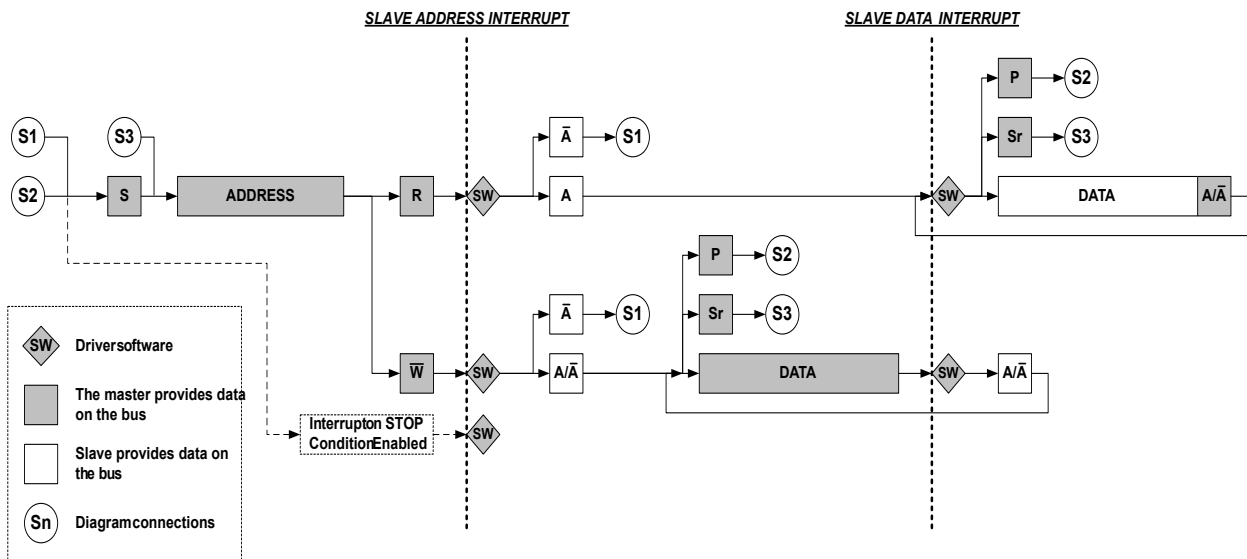 SLAVE ADDRESS INTERRUPT
SLAVE DATA INTERRUPT
P
S2
S1
S3
A̅
S1
Sr
S3
S2
S
ADDRESS
R
SW
A
SW
DATA
A/A̅
P
S2
A̅
S1
Sr
S3
W̅
SW
A/A̅
DATA
SW
A/A̅
Interrupton STOP
ConditionEnabled
SW
SW
Driversoftware
The master provides data
on the bus
Slave provides data on
the bus
Sn
Diagramconnections